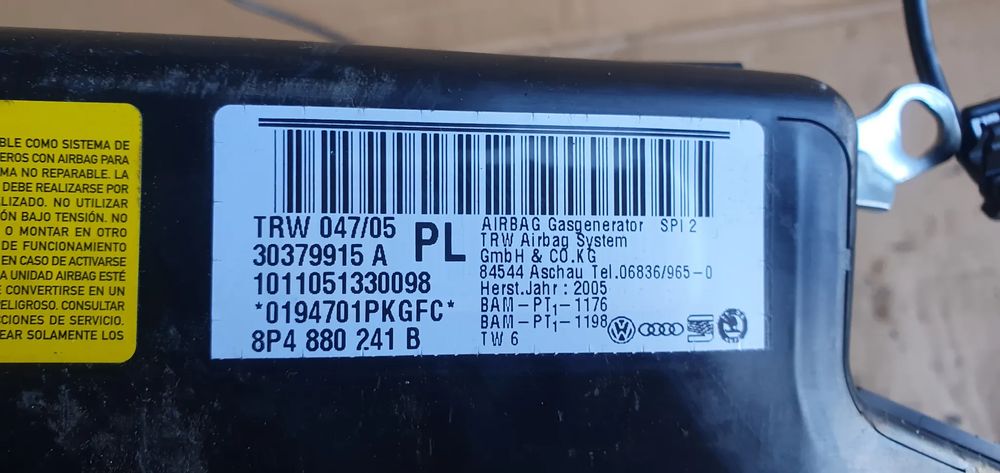 BLE COMO SISTEMA DE
EROS CON AIRBAG PARA
MA NO REPARABLE. LA
DEBE REALIZARSE POR
LIZADO. NO UTILIZAR
ÓN BAJO TENSIÓN. NO
O MONTAR EN OTRO
DE FUNCIONAMIENTO
EN CASO DE ACTIVARSE
A UNIDAD AIRBAG ESTÉ
CONVERTIRSE EN UN
PELIGROSO. CONSULTAR
CCIONES DE SERVICIO.
EAR SOLAMENTE LOS
TRW 047/05
30379915 A
PL
1011051330098
*0194701PKGFC*
8P4 880 241 B
AIRBAG Gasgenerator SPI 2
TRW Airbag System
GmbH & CO.KG
84544 Aschau Tel.06836/965-0
Herst.Jahr : 2005
BAM-PT1-1176
BAM-PT1-1198
TW 6